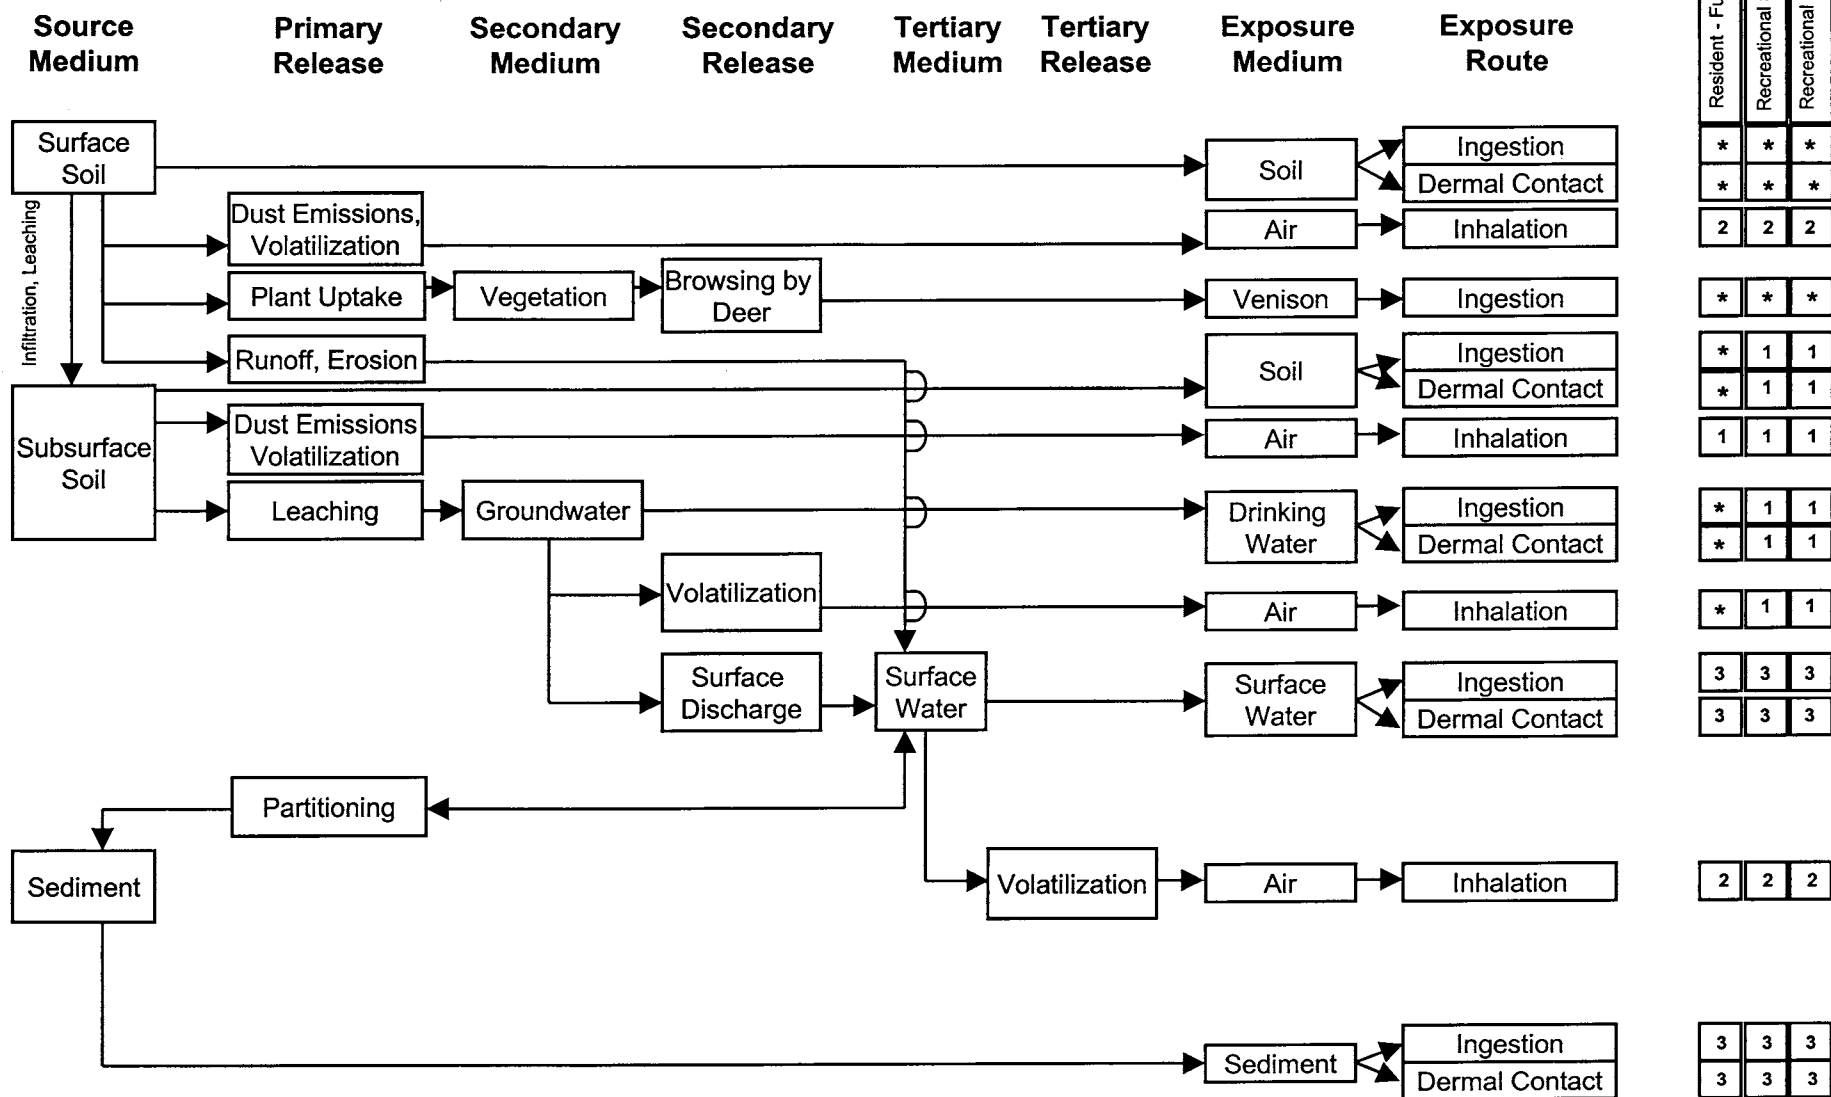 Source Medium
Primary Release
Secondary Medium
Secondary Release
Tertiary Medium
Tertiary Release
Exposure Medium
Exposure Route
Resident -
Recreational
Recreational
Surface
Soil
Infiltration, Leaching
Soil
Ingestion
* * *
Dermal Contact
* * *
Dust Emissions,
Volatilization
Air
Inhalation
2 2 2
Plant Uptake
Vegetation
Browsing by
Deer
Venison
Ingestion
* * *
Runoff, Erosion
Soil
Ingestion
* 1 1
Dermal Contact
* 1 1
Subsurface
Soil
Dust Emissions
Volatilization
Air
Inhalation
1 1 1
Leaching
Groundwater
Drinking
Water
Ingestion
* 1 1
Dermal Contact
* 1 1
Volatilization
Air
Inhalation
* 1 1
Surface
Discharge
Surface
Water
Surface
Water
Ingestion
3 3 3
Dermal Contact
3 3 3
Partitioning
Sediment
Volatilization
Air
Inhalation
2 2 2
Sediment
Ingestion
3 3 3
Dermal Contact
3 3 3